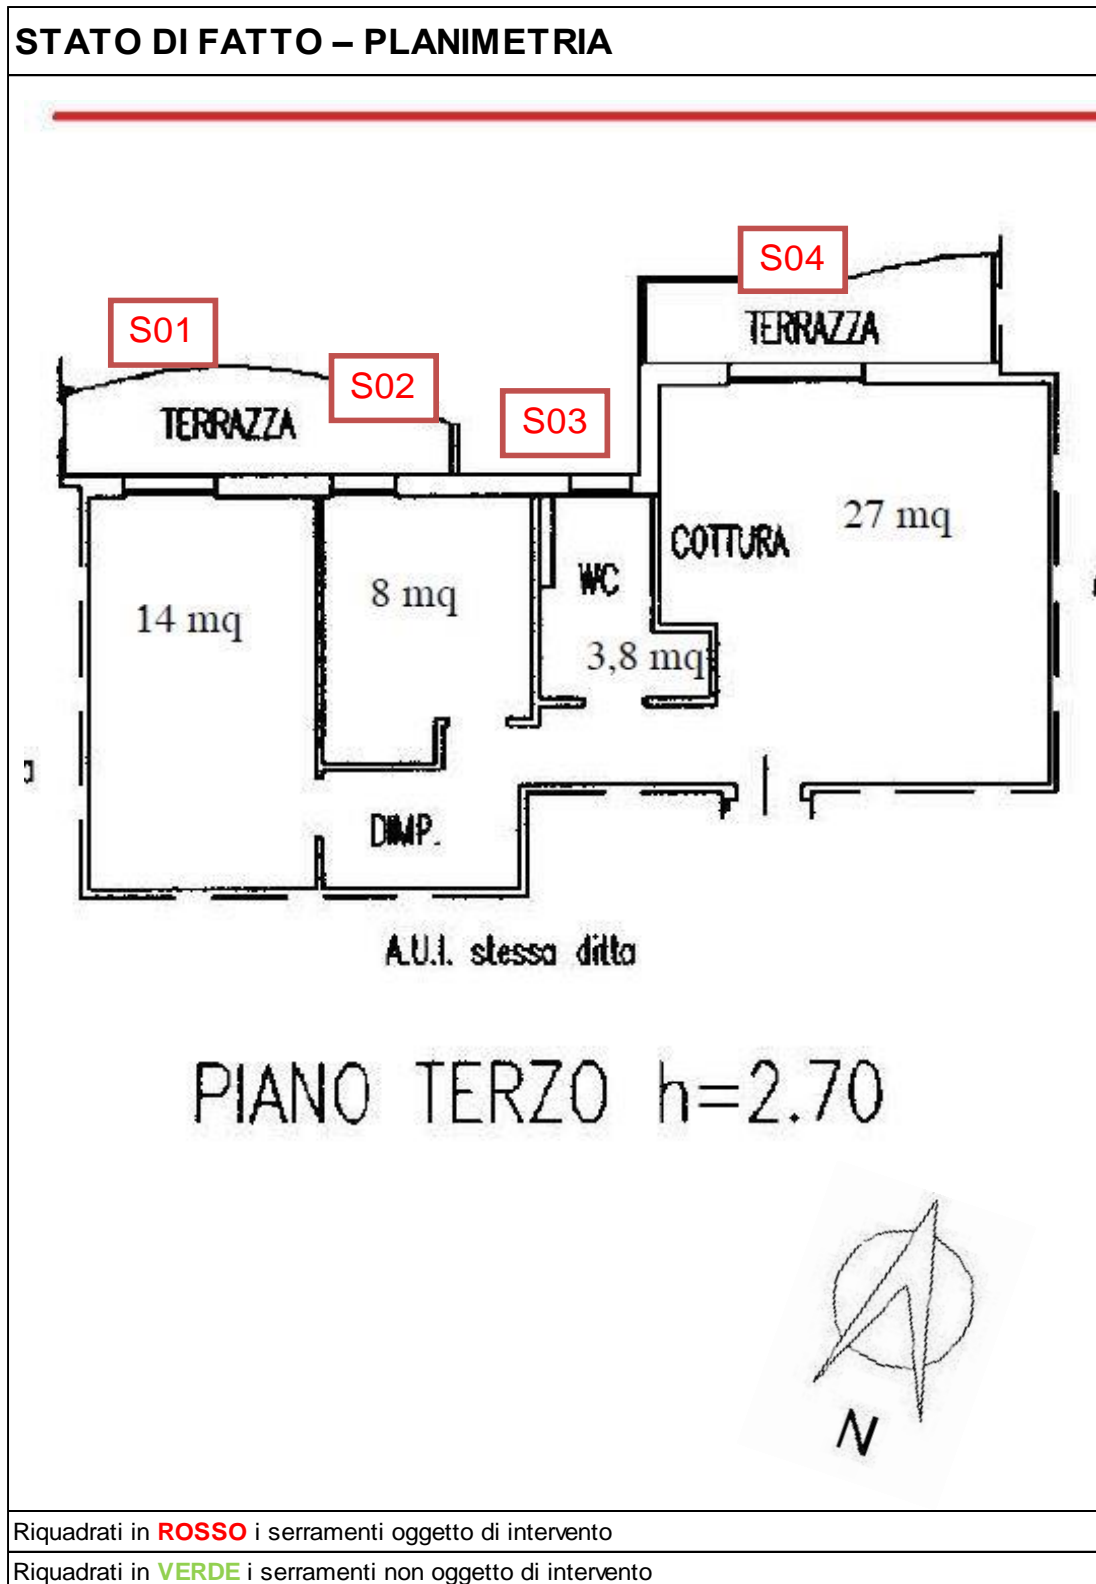 STATO DI FATTO – PLANIMETRIA
S04
TERRAZZA
S01
S02
S03
TERRAZZA
27 mq
COTTURA
WC
8 mq
14 mq
3,8 mq
DIMP.
A.U.I. stessa ditta
PIANO TERZO h=2.70
N
Riquadrati in ROSSO i serramenti oggetto di intervento
Riquadrati in VERDE i serramenti non oggetto di intervento